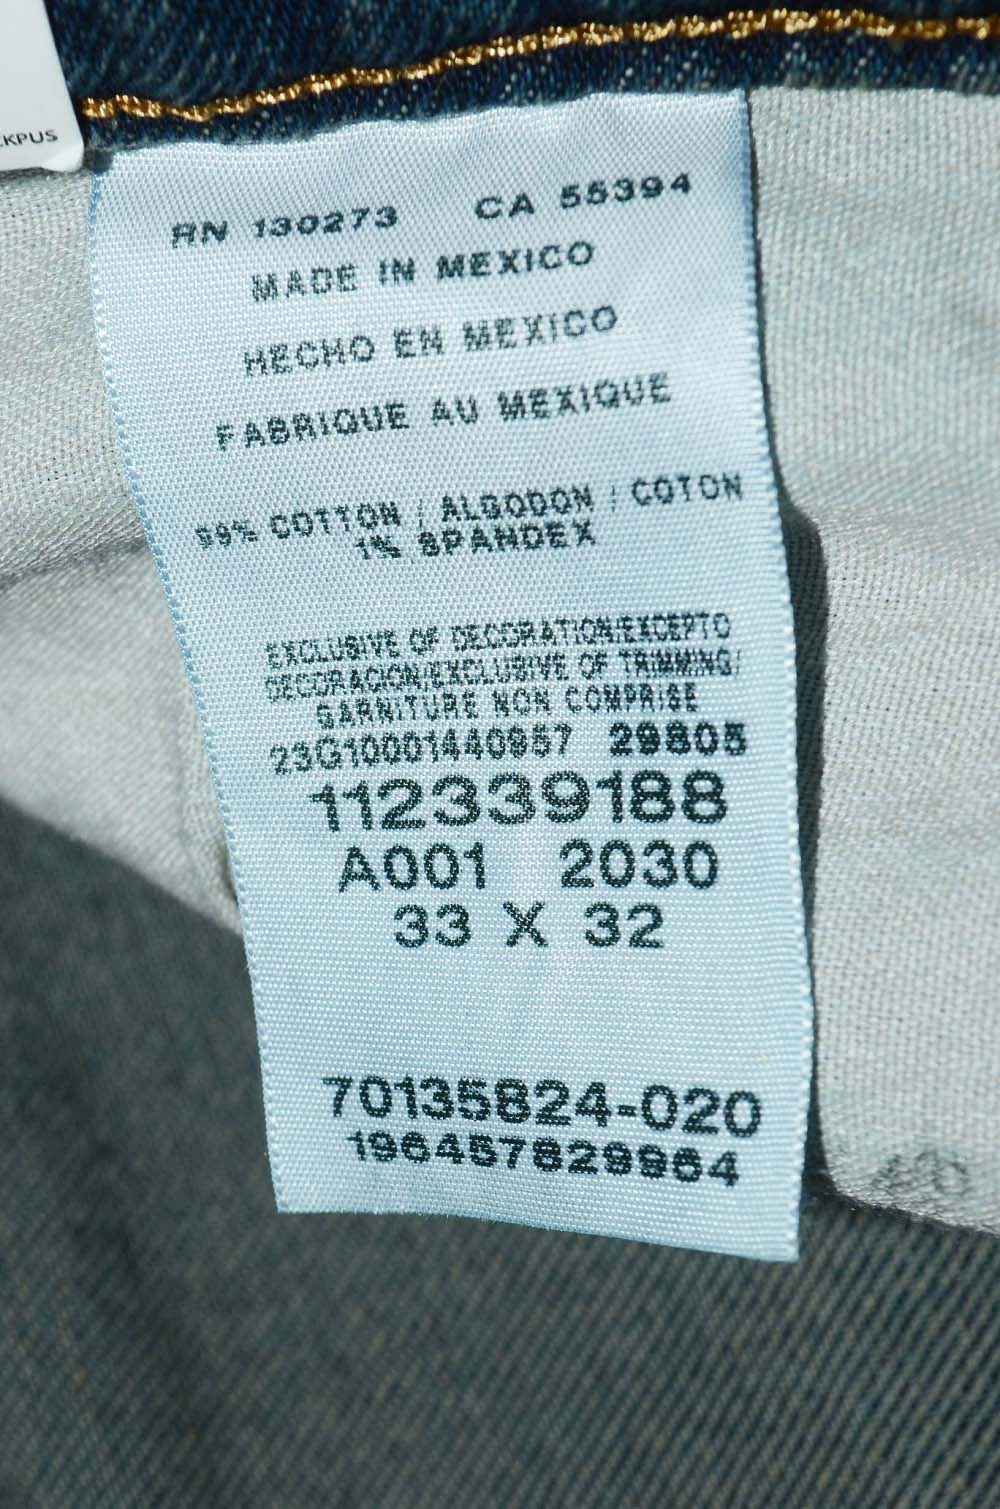 RN 130273 CA 55394
MADE IN MEXICO
HECHO EN MEXICO
FABRIQUE AU MEXIQUE
99% COTTON / ALGODON / COTON
1% SPANDEX
EXCLUSIVE OF DECORATION/EXCEPTO
DECORACION/EXCLUSIVE OF TRIMMING/
GARNITURE NON COMPRISE
23G10001440957 29805
112339188
A001 2030
33 X 32
70135824-020
196457829964